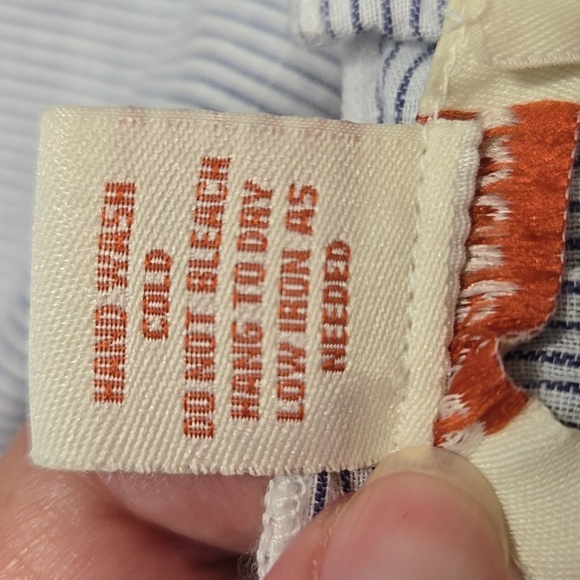 HAND WASH
COLD
DO NOT BLEACH
HANG TO DRY
LOW IRON AS
NEEDED